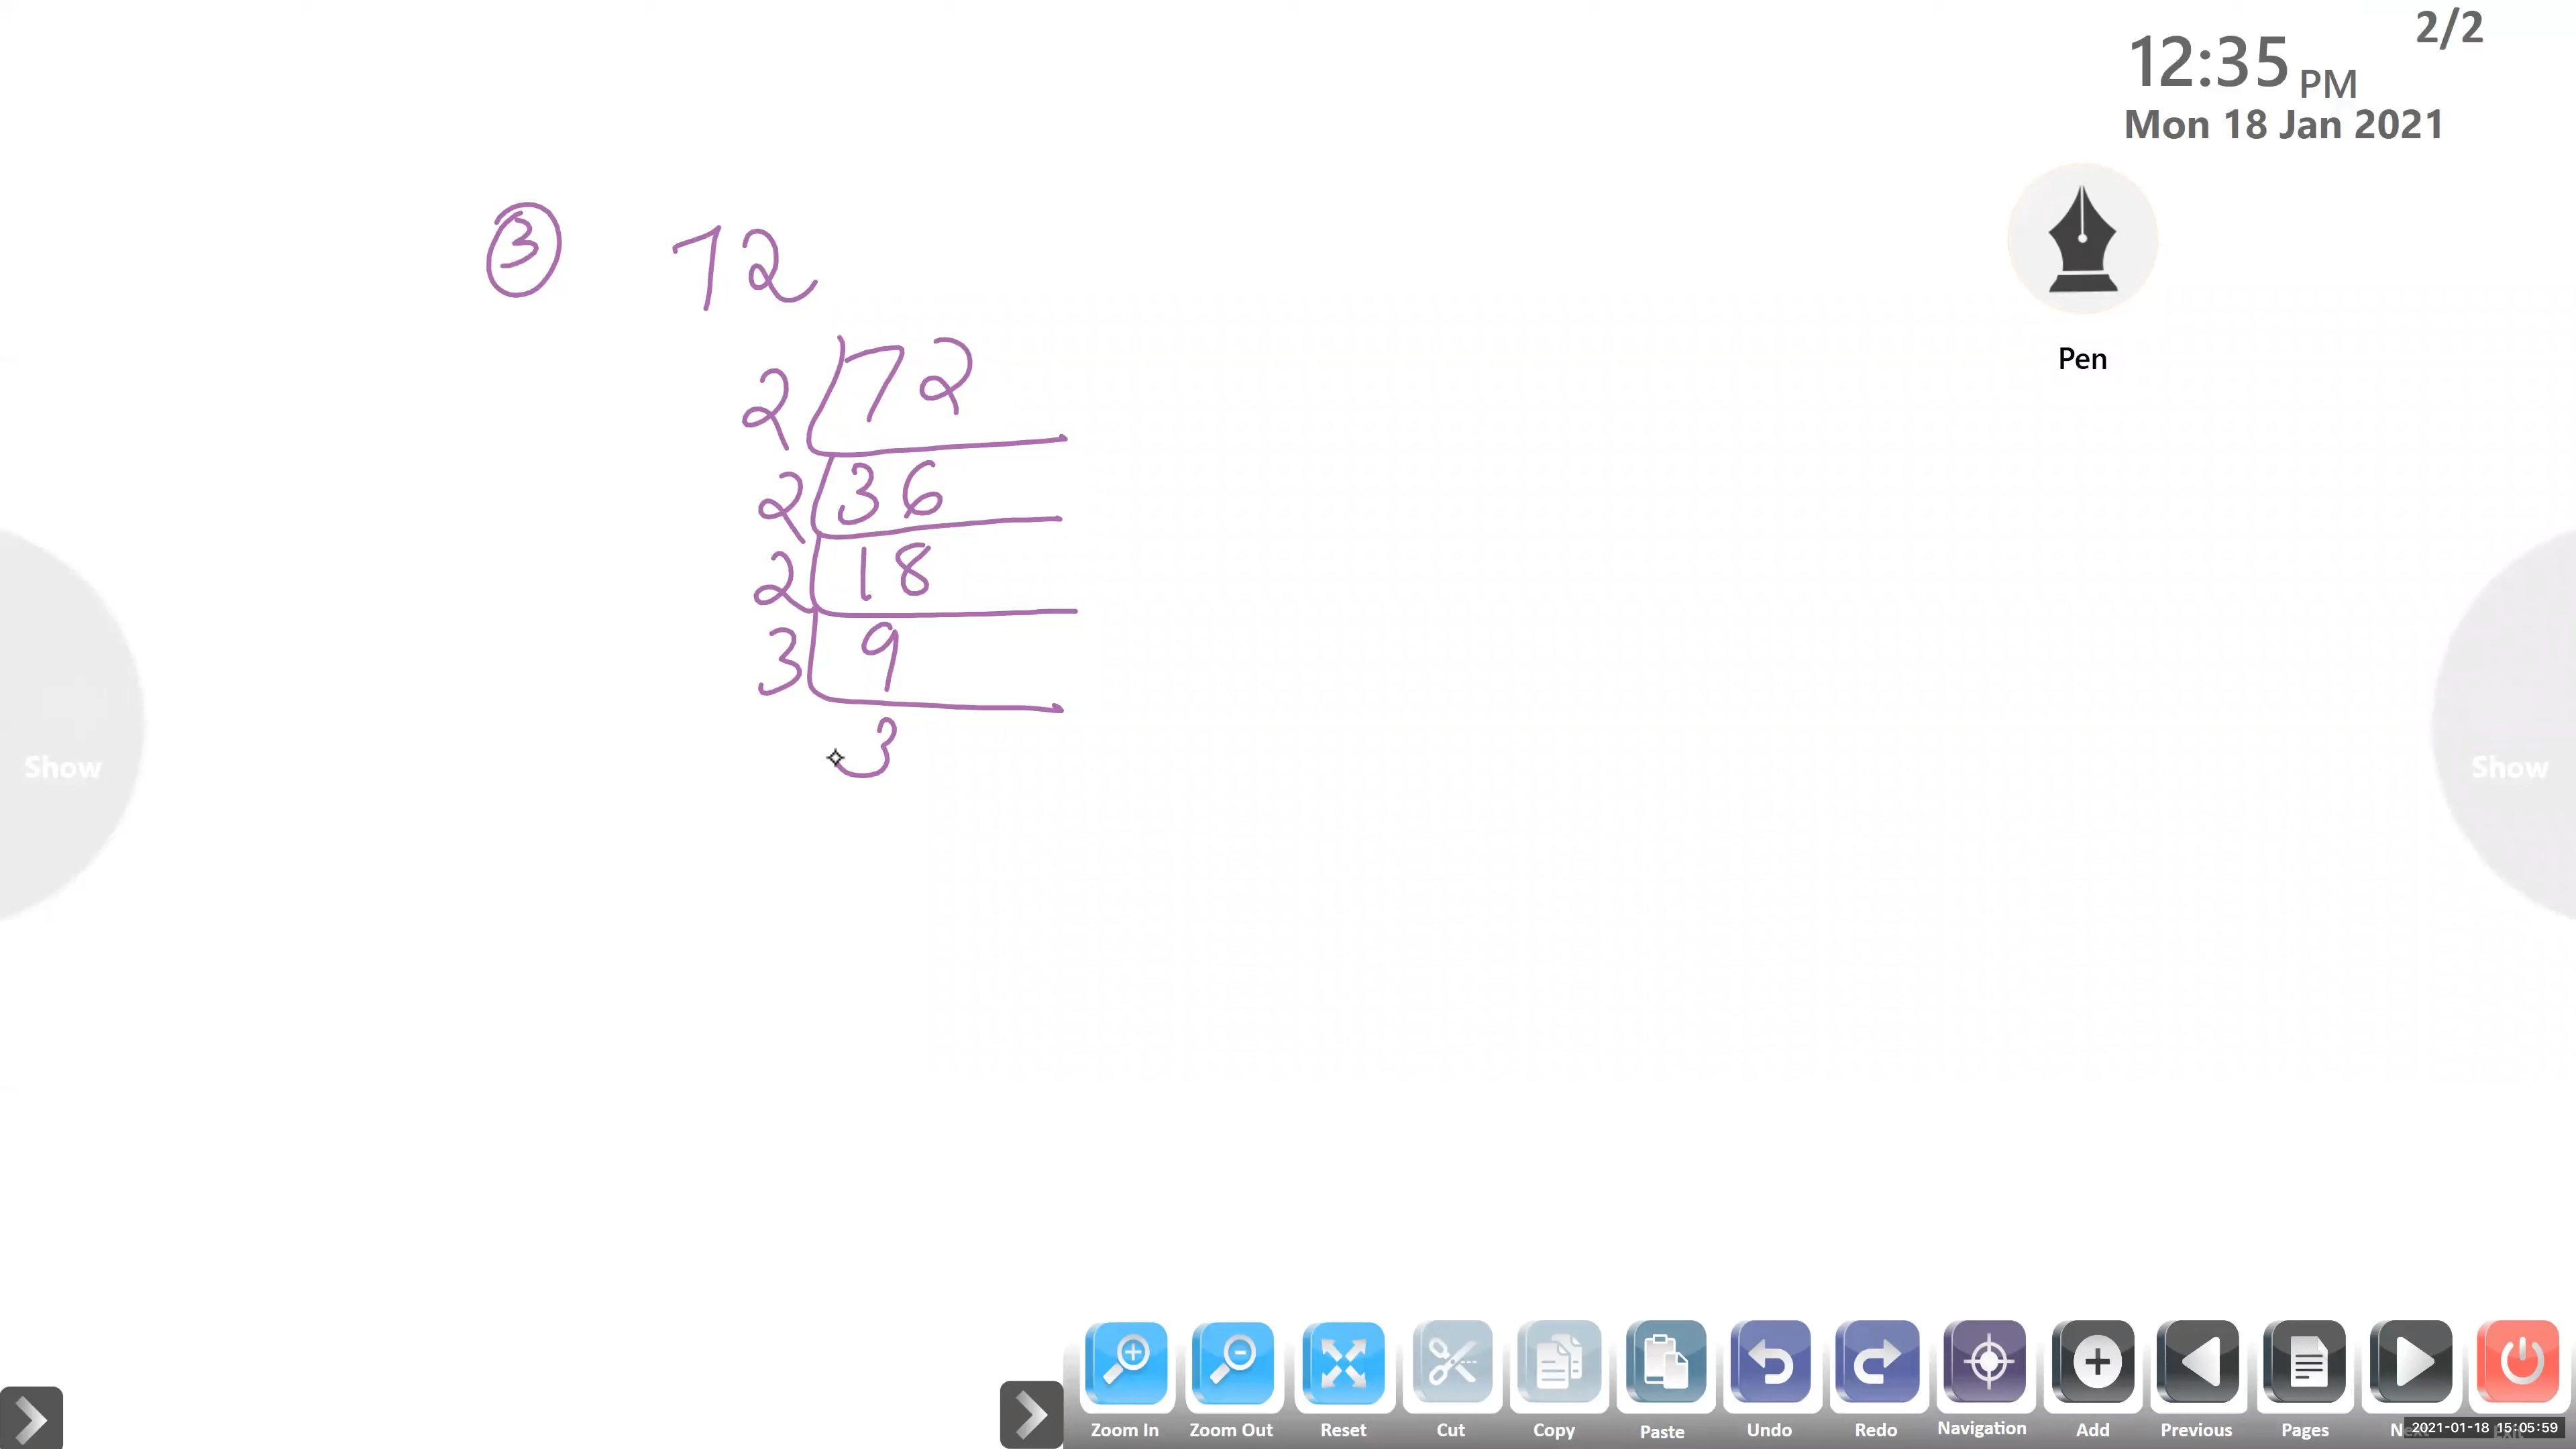 2/2
12:35 PM
Mon 18 Jan 2021
Pen
3 72
2 72
2 36
2 18
3 9
3
Show
Show
Zoom In Zoom Out Reset Cut Copy Paste Undo Redo Navigation Add Previous Pages
2021-01-18 15:05:59